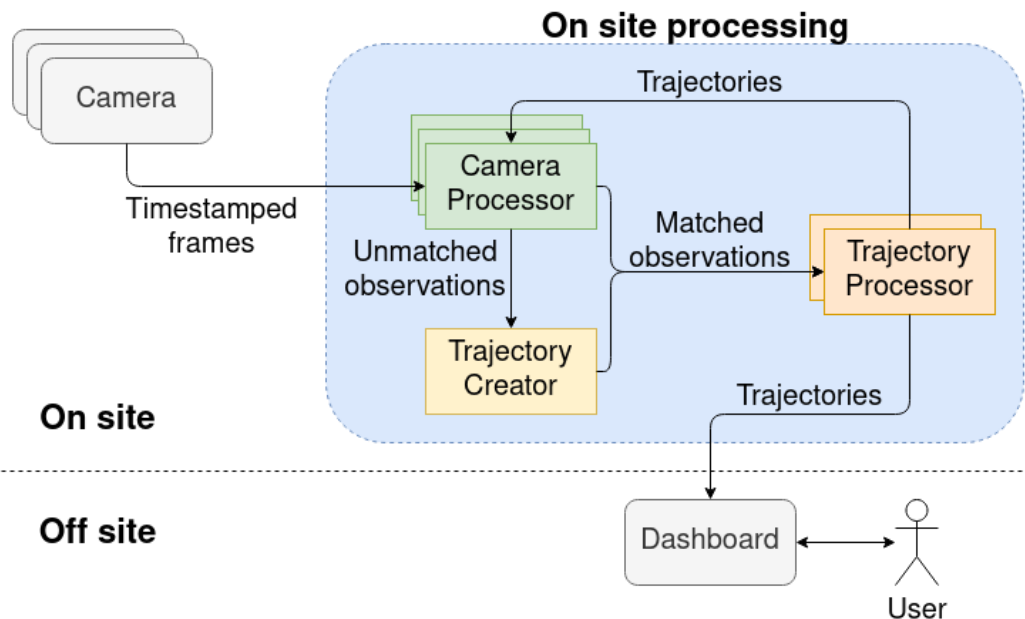 On site processing
Camera
Trajectories
Camera
Processor
Timestamped
frames
Unmatched
observations
Matched
observations
Trajectory
Processor
Trajectory
Creator
Trajectories
On site
Off site
Dashboard
User